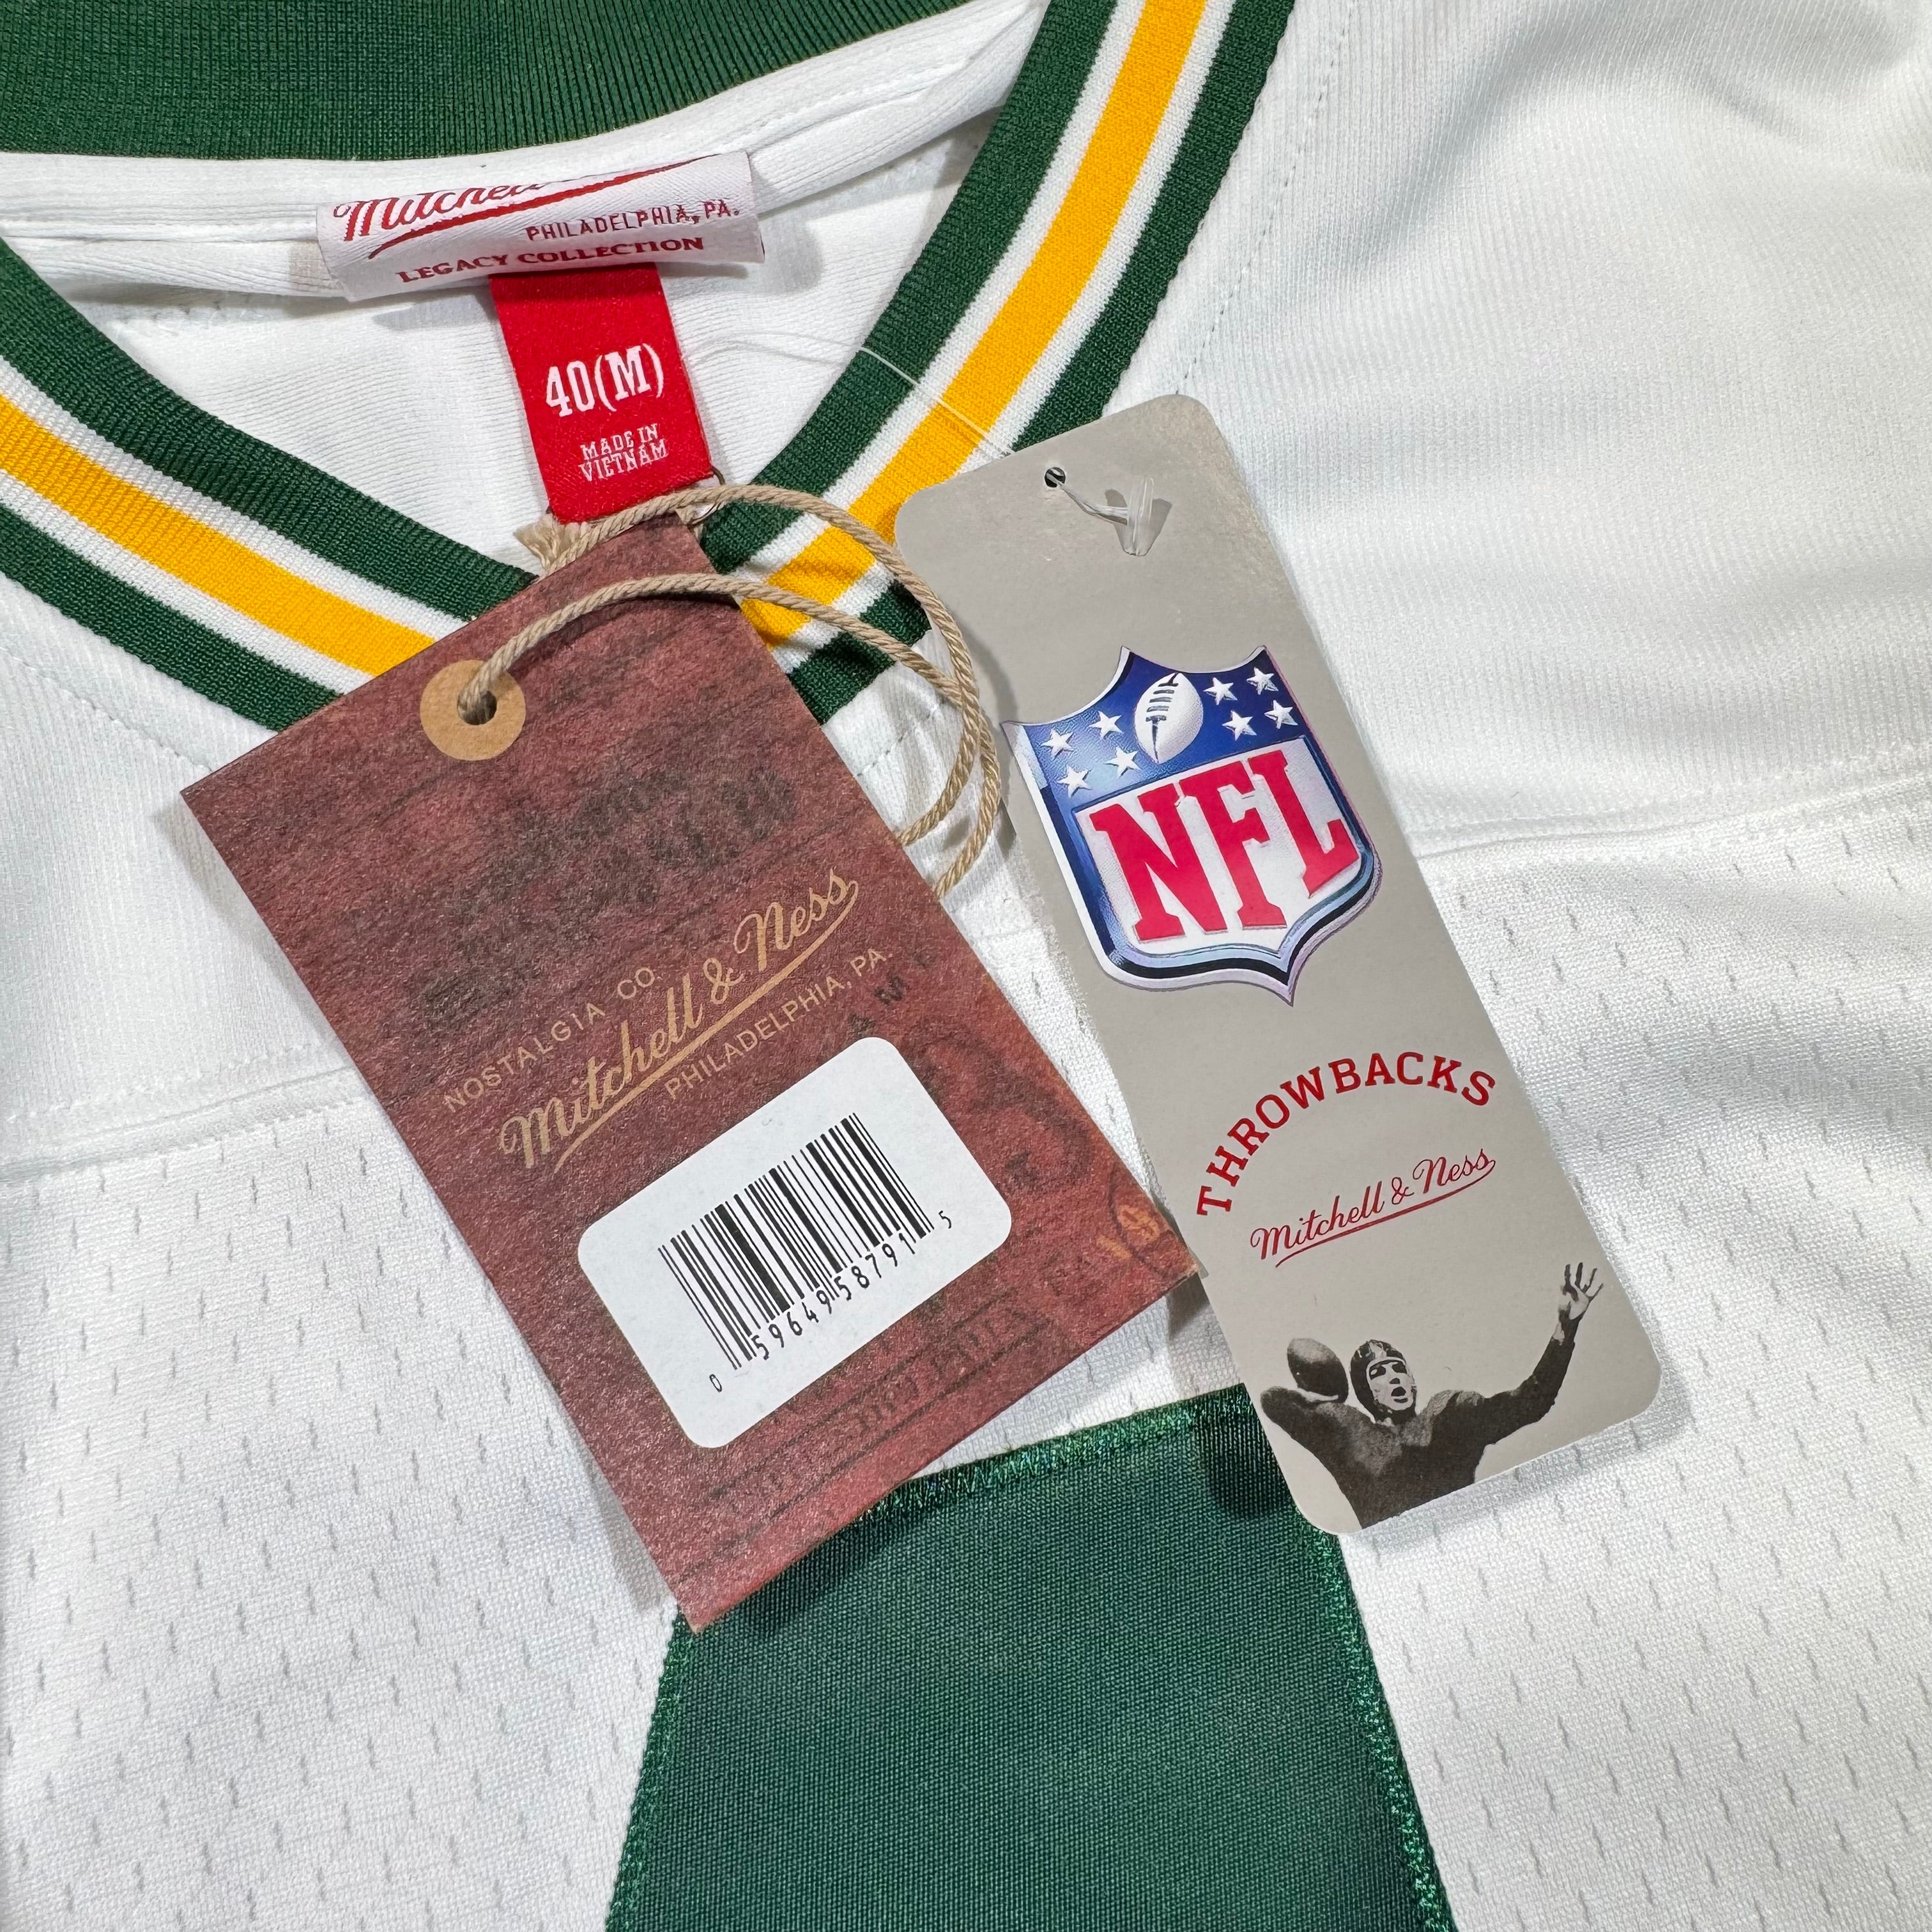 Mitchell
PHILADELPHIA, PA.
LEGACY COLLECTION
40(M)
MADE IN
VIETNAM
NOSTALGIA CO.
Mitchell & Ness
PHILADELPHIA, PA.
0 59649 58791 5
NFL
THROWBACKS
Mitchell & Ness